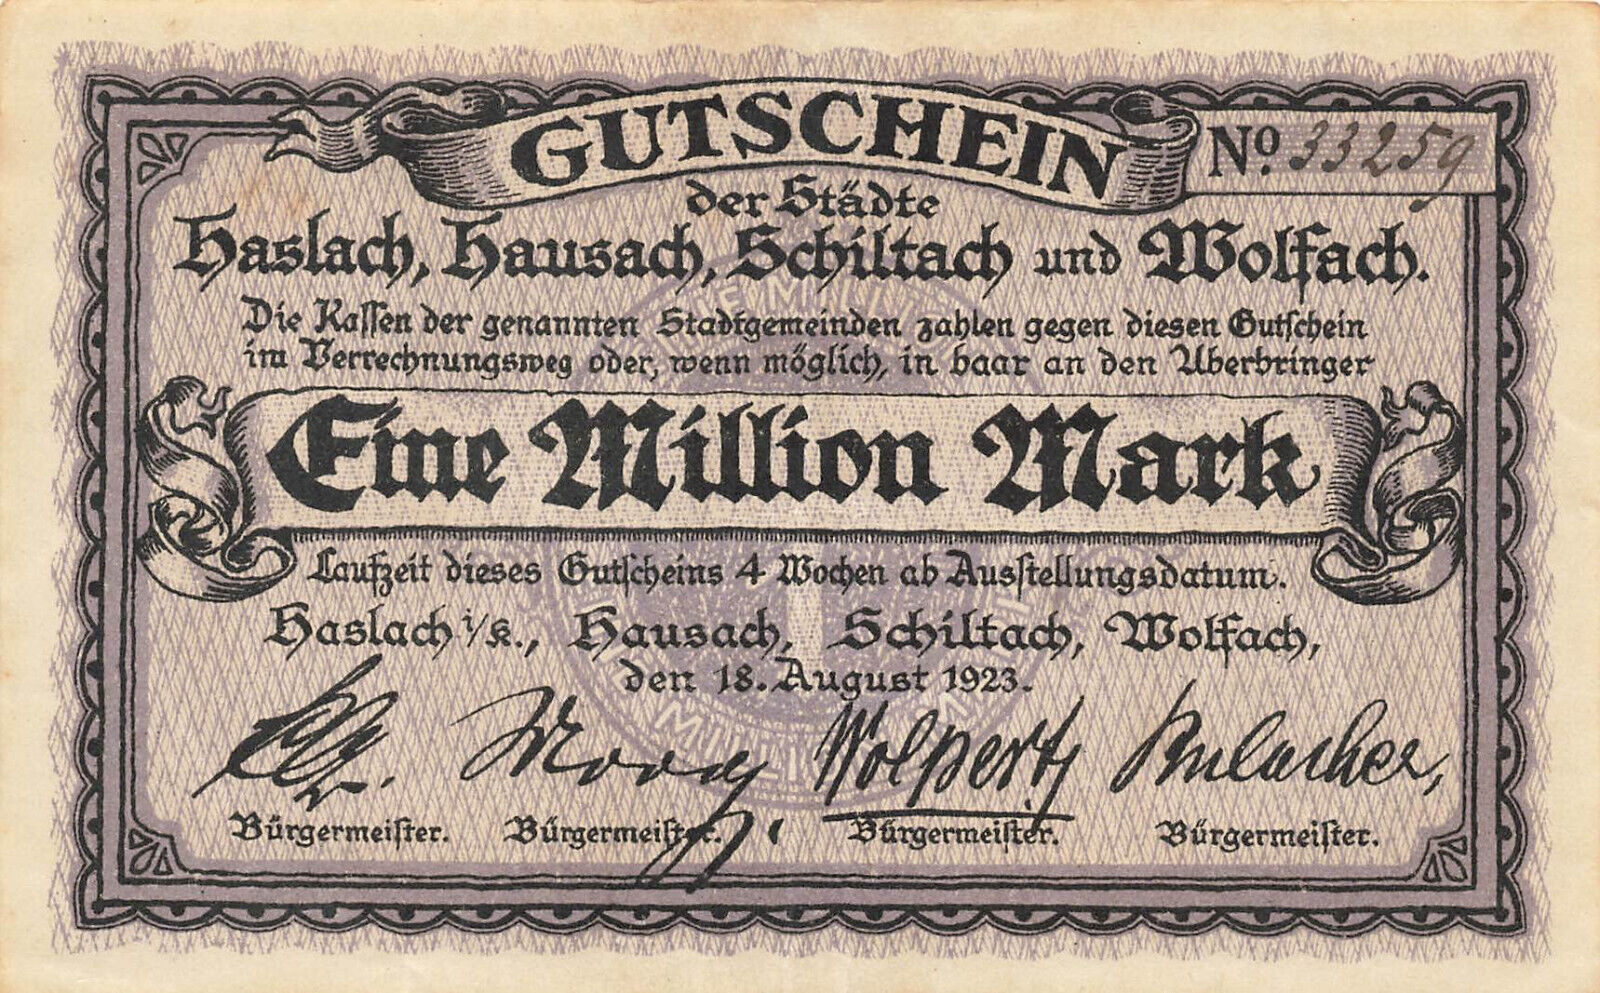 GUTSCHEIN
No. 33259
der Städte
Haslach, Hausach, Schiltach und Wolfach.
Die Kassen der genannten Stadtgemeinden zahlen gegen diesen Gutschein
im Verrechnungsweg oder, wenn möglich, in baar an den Überbringer
Eine Million Mark
Laufzeit dieses Gutscheins 4 Wochen ab Ausstellungsdatum.
Haslach i/K., Hausach, Schiltach, Wolfach,
den 18. August 1923.
Wolpert
Bürgermeister. Bürgermeister. Bürgermeister. Bürgermeister.